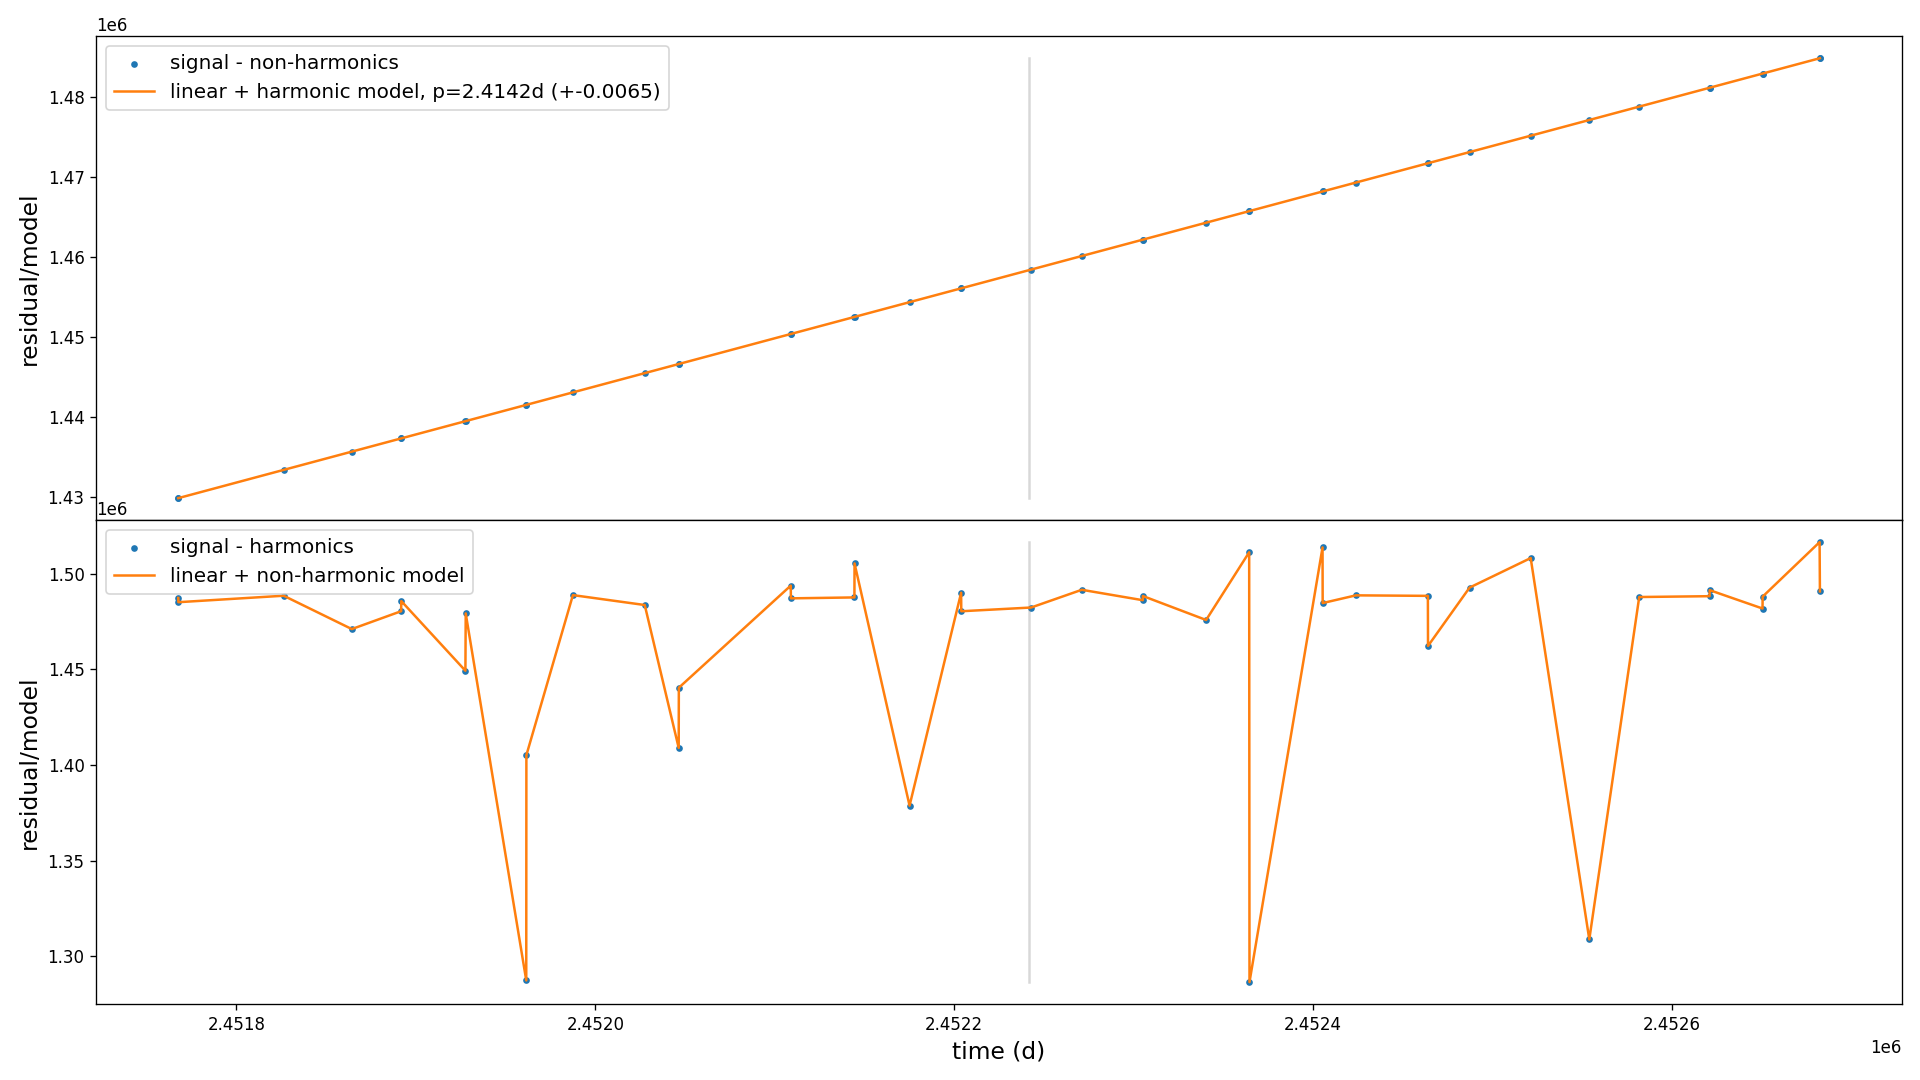 1e6
signal - non-harmonics
linear + harmonic model, p=2.4142d (+-0.0065)
1.48
1.47
1.46
1.45
1.44
1.43
residual/model
1e6
signal - harmonics
linear + non-harmonic model
1.50
1.45
1.40
1.35
1.30
residual/model
2.4518 2.4520 2.4522 2.4524 2.4526
1e6
time (d)